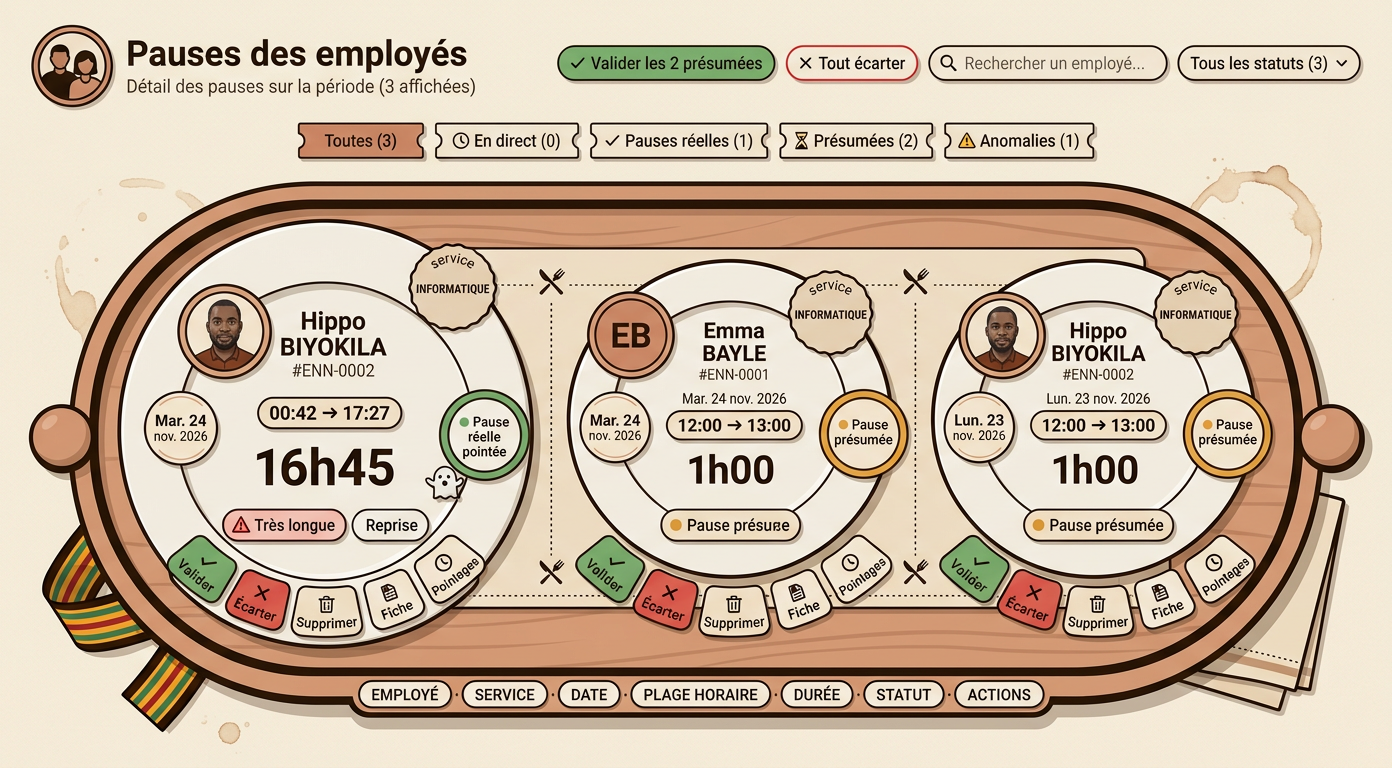 Pauses des employés
Détail des pauses sur la période (3 affichées)
Valider les 2 présumées
Tout écarter
Rechercher un employé...
Tous les statuts (3)
Toutes (3)
En direct (0)
Pauses réelles (1)
Présumées (2)
Anomalies (1)
service
INFORMATIQUE
Hippo
BIYOKILA
#ENN-0002
Mar. 24
nov. 2026
00:42 → 17:27
Pause
réelle
pointée
16h45
Très longue
Reprise
Valider
Écarter
Supprimer
Fiche
Pointages
service
INFORMATIQUE
EB
Emma
BAYLE
#ENN-0001
Mar. 24 nov. 2026
Mar. 24
nov. 2026
12:00 → 13:00
Pause
présumée
1h00
Pause
Valider
Écarter
Supprimer
Fiche
Pointages
service
INFORMATIQUE
Hippo
BIYOKILA
#ENN-0002
Lun. 23 nov. 2026
Lun. 23
nov. 2026
12:00 → 13:00
Pause
présumée
1h00
Pause présumée
Valider
Écarter
Supprimer
Fiche
Pointages
EMPLOYÉ · SERVICE · DATE · PLAGE HORAIRE · DURÉE · STATUT · ACTIONS